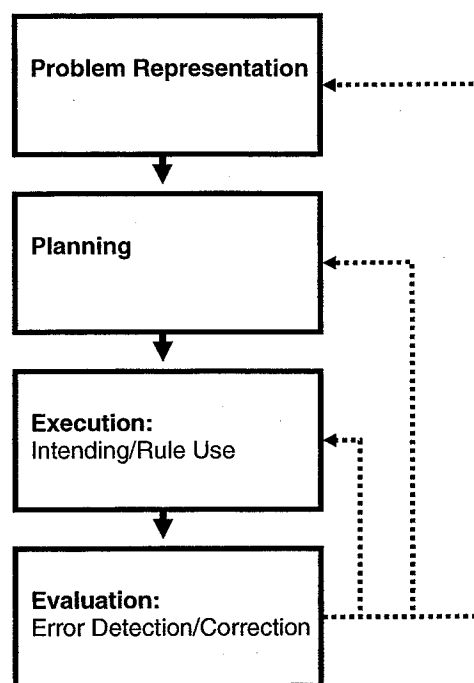 Problem Representation
Planning
Execution:
Intending/Rule Use
Evaluation:
Error Detection/Correction